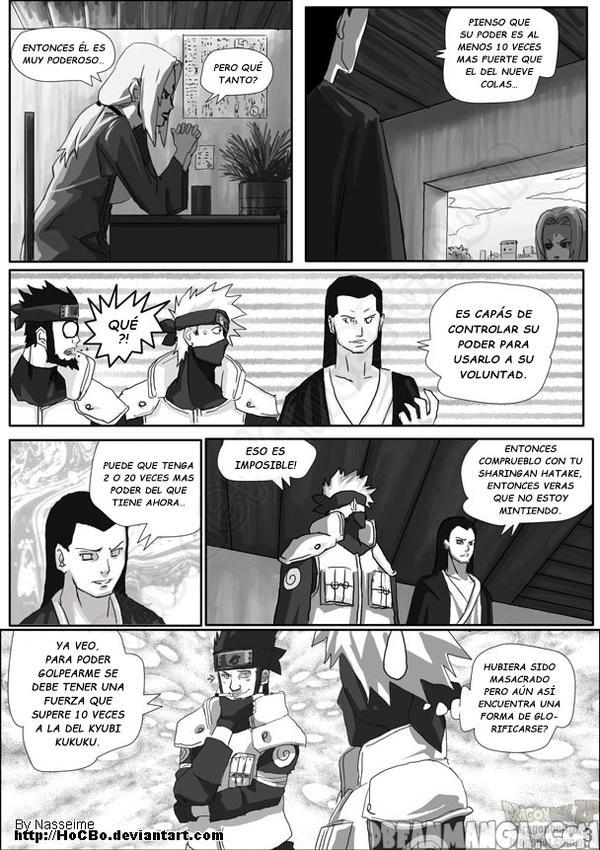 ENTONCES ÉL ES
MUY PODEROSO...
PERO QUÉ
TANTO?
PIENSO QUE
SU PODER ES AL
MENOS 10 VECES
MAS FUERTE QUE
EL DEL NUEVE
COLAS...
QUÉ
?!
ES CAPÁS DE
CONTROLAR SU
PODER PARA
USARLO A SU
VOLUNTAD.
PUEDE QUE TENGA
2 O 20 VECES MAS
PODER DEL QUE
TIENE AHORA...
ESO ES
IMPOSIBLE!
ENTONCES
COMPRUEBLO CON TU
SHARINGAN HATAKE,
ENTONCES VERAS
QUE NO ESTOY
MINTIENDO.
YA VEO,
PARA PODER
GOLPEARME SE
DEBE TENER UNA
FUERZA QUE
SUPERE 10 VECES
A LA DEL KYUBI
KUKUKU.
?
HUBIERA SIDO
MASACRADO
PERO AÚN ASÍ
ENCUENTRA UNA
FORMA DE GLO-
RIFICARSE?
By Nasseime
http://HoCBo.deviantart.com